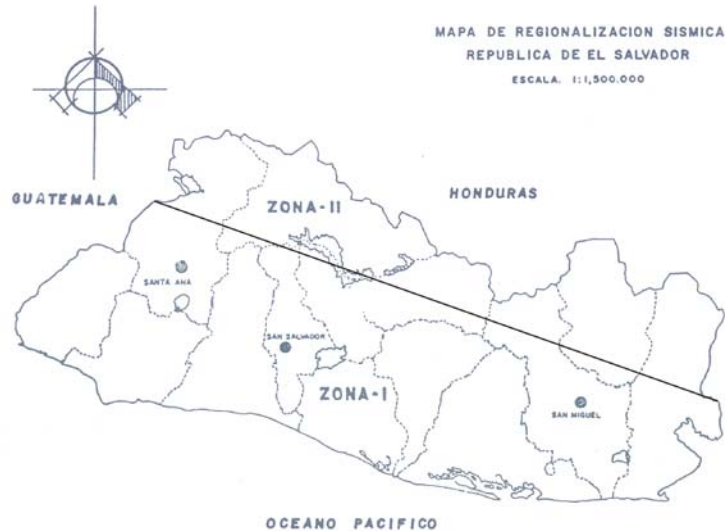 MAPA DE REGIONALIZACION SISMICA
REPUBLICA DE EL SALVADOR
ESCALA. 1:1,500.000
GUATEMALA
HONDURAS
ZONA-II
SANTA ANA
SAN SALVADOR
ZONA-I
SAN MIGUEL
OCEANO PACIFICO